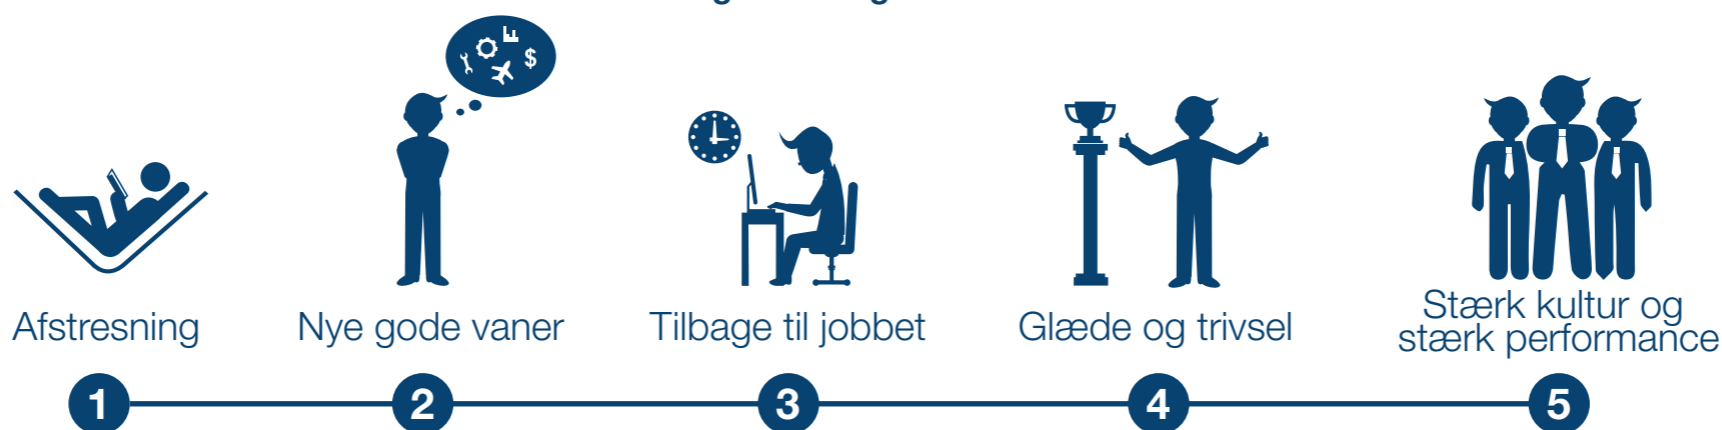 $
Afstresning
Nye gode vaner
Tilbage til jobbet
Glæde og trivsel
Stærk kultur og
stærk performance
1
2
3
4
5